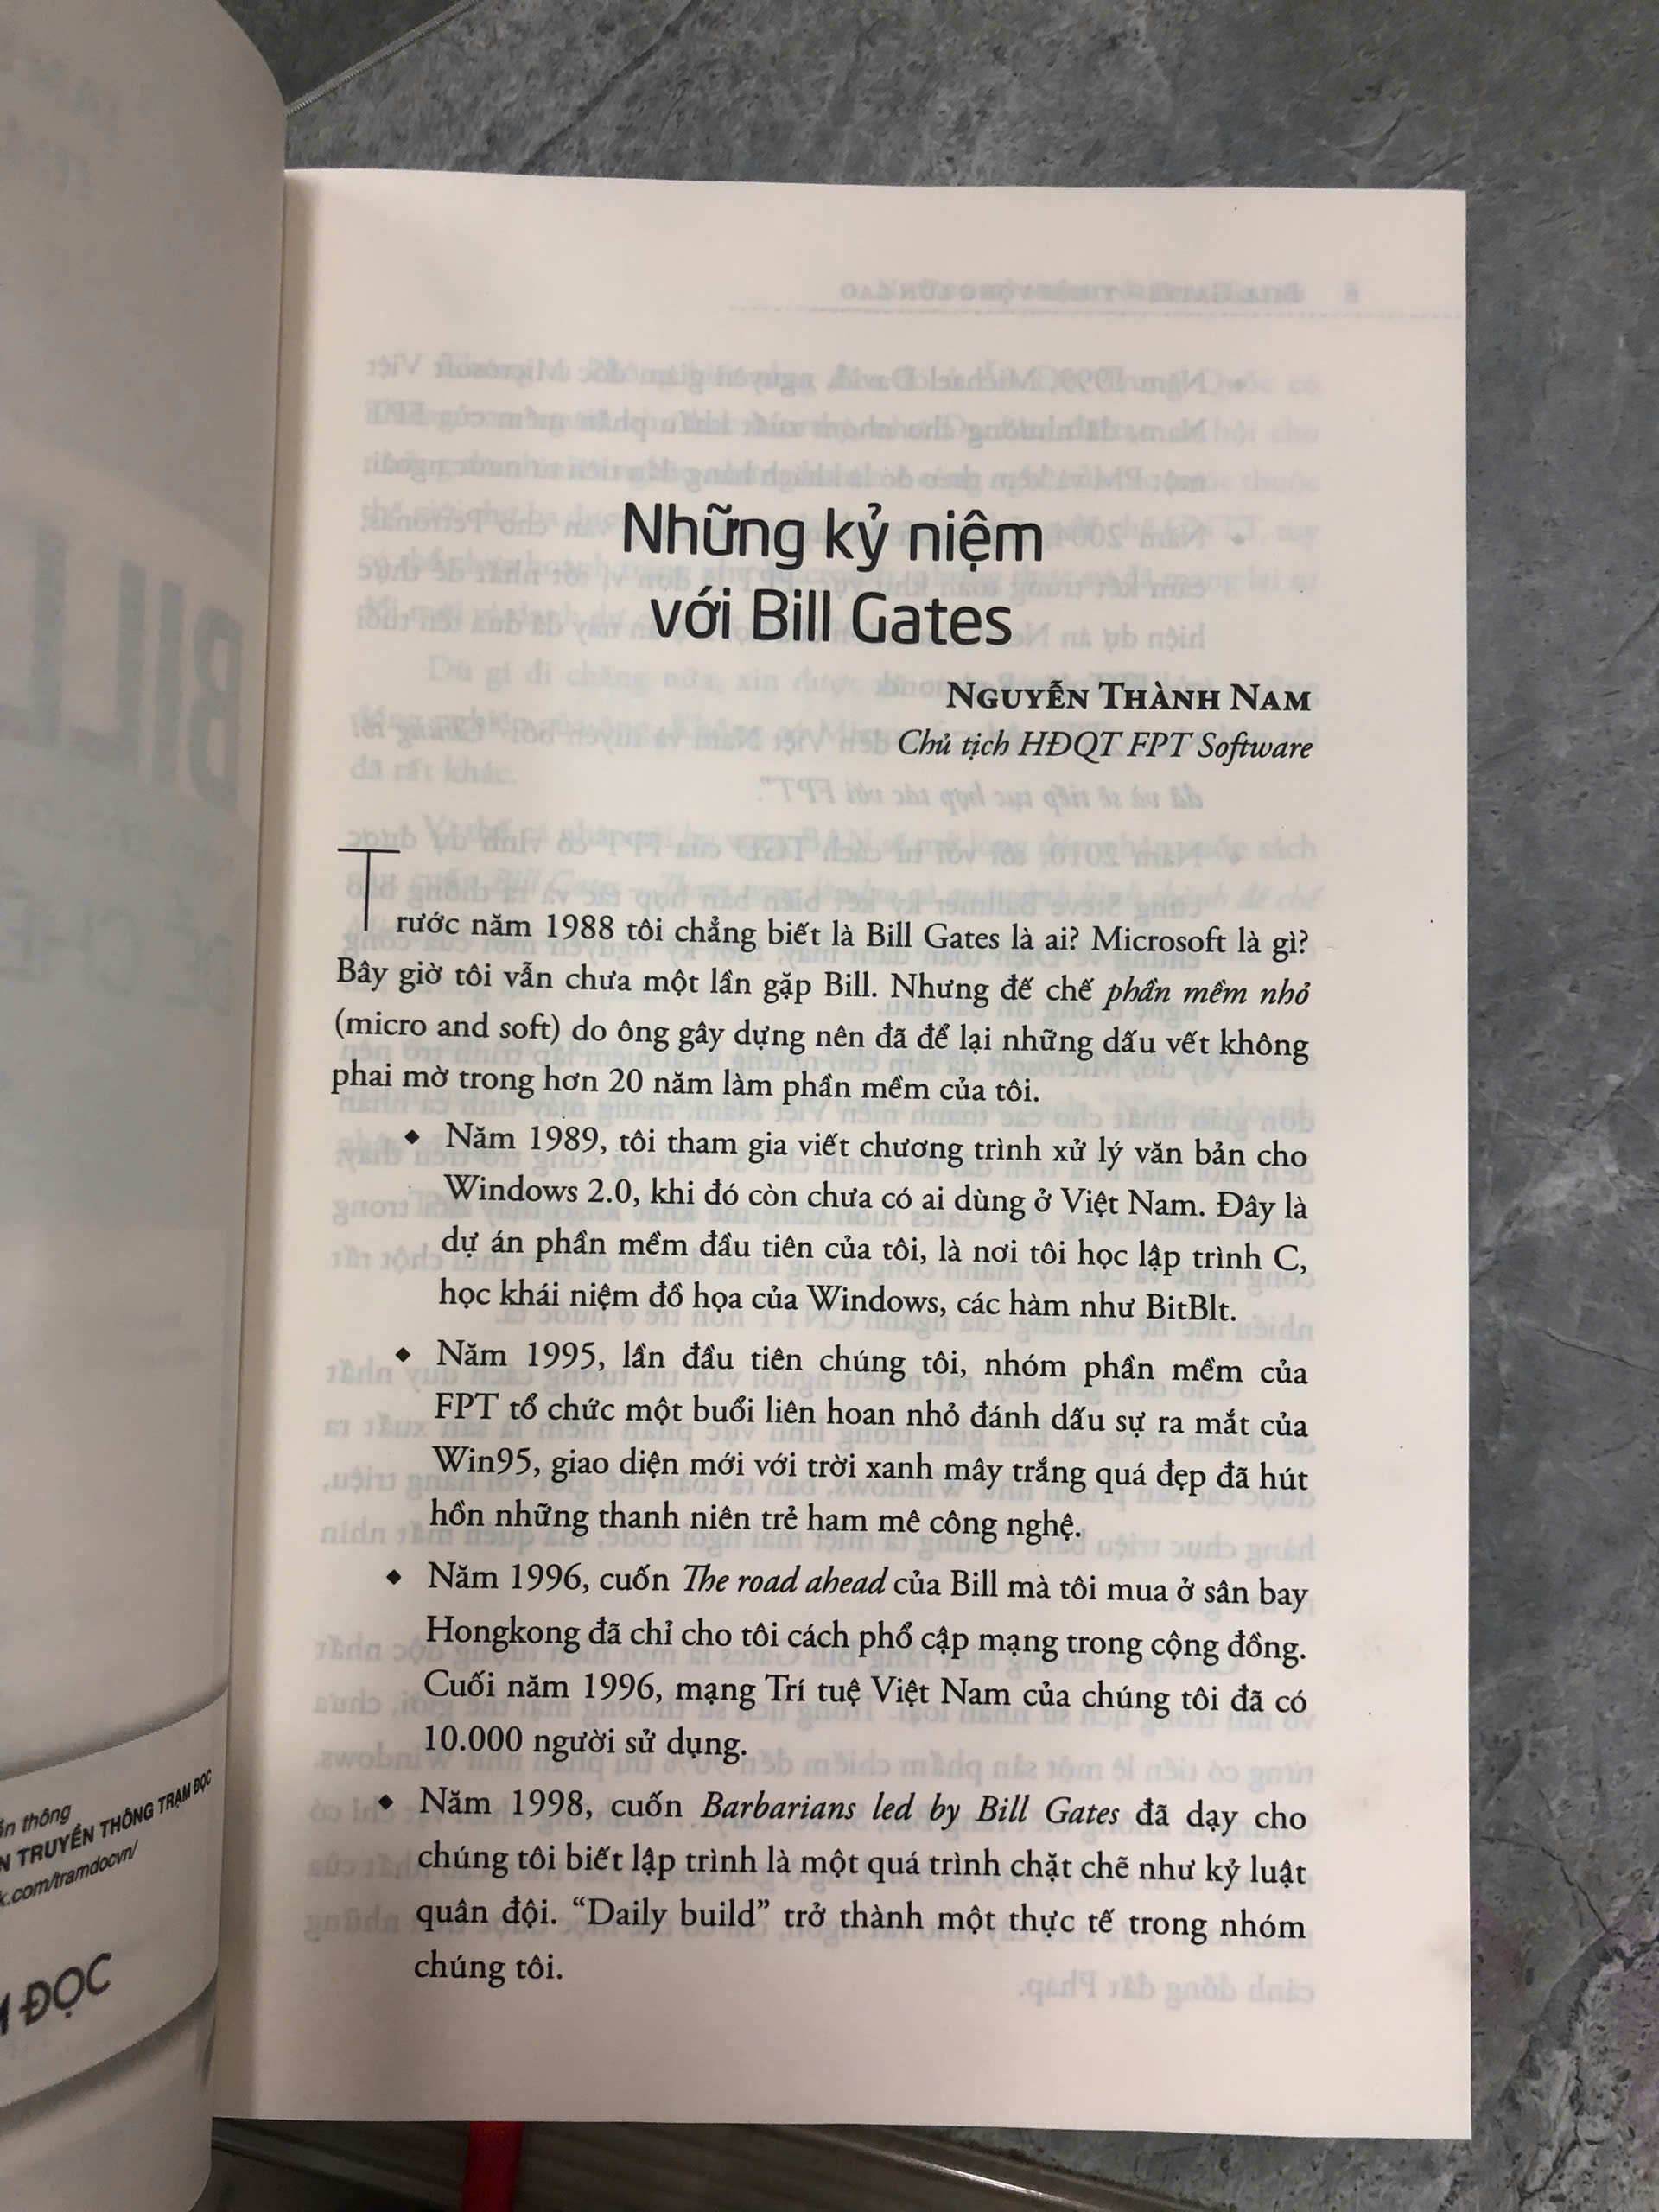 BILL
ĐẾ CHẾ
TRUYỀN THÔNG TRẠM ĐỌC
k.com/tramdocvn/
ĐỌC
Những kỷ niệm
với Bill Gates
NGUYỄN THÀNH NAM
Chủ tịch HĐQT FPT Software
Trước năm 1988 tôi chẳng biết là Bill Gates là ai? Microsoft là gì?
Bây giờ tôi vẫn chưa một lần gặp Bill. Nhưng đế chế phần mềm nhỏ
(micro and soft) do ông gây dựng nên đã để lại những dấu vết không
phai mờ trong hơn 20 năm làm phần mềm của tôi.
◆ Năm 1989, tôi tham gia viết chương trình xử lý văn bản cho
Windows 2.0, khi đó còn chưa có ai dùng ở Việt Nam. Đây là
dự án phần mềm đầu tiên của tôi, là nơi tôi học lập trình C,
học khái niệm đồ họa của Windows, các hàm như BitBlt.
◆ Năm 1995, lần đầu tiên chúng tôi, nhóm phần mềm của
FPT tổ chức một buổi liên hoan nhỏ đánh dấu sự ra mắt của
Win95, giao diện mới với trời xanh mây trắng quá đẹp đã hút
hồn những thanh niên trẻ ham mê công nghệ.
◆ Năm 1996, cuốn The road ahead của Bill mà tôi mua ở sân bay
Hongkong đã chỉ cho tôi cách phổ cập mạng trong cộng đồng.
Cuối năm 1996, mạng Trí tuệ Việt Nam của chúng tôi đã có
10.000 người sử dụng.
◆ Năm 1998, cuốn Barbarians led by Bill Gates đã dạy cho
chúng tôi biết lập trình là một quá trình chặt chẽ như kỷ luật
quân đội. “Daily build” trở thành một thực tế trong nhóm
chúng tôi.